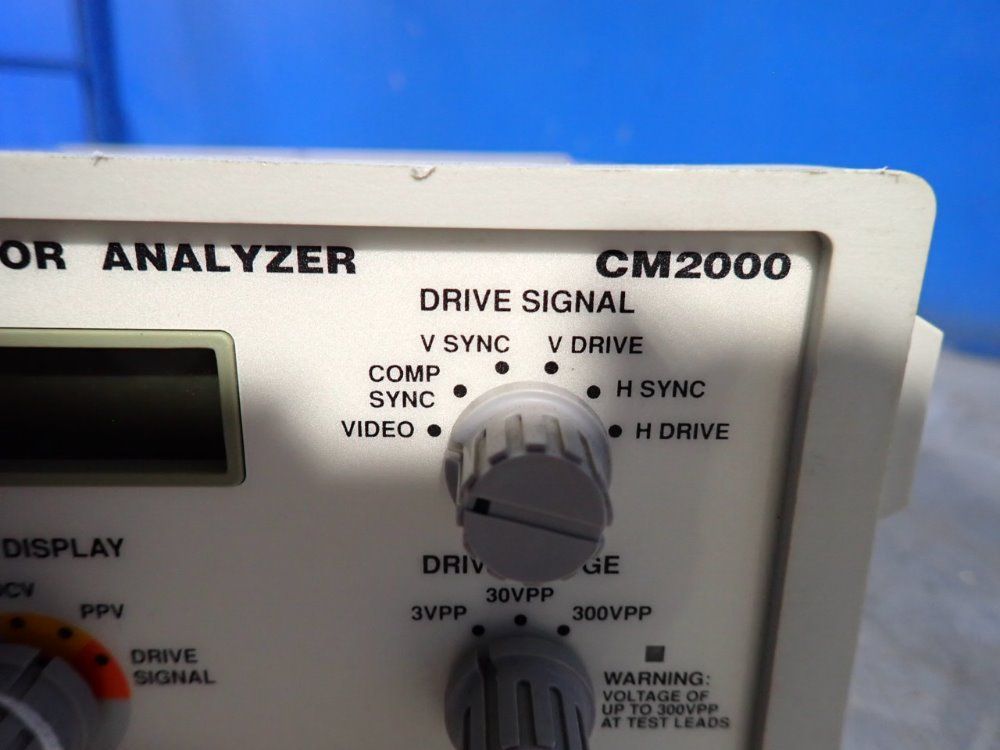 OR ANALYZER
CM2000
DRIVE SIGNAL
V SYNC
V DRIVE
COMP
SYNC
H SYNC
VIDEO
H DRIVE
DISPLAY
PPV
DRIVE
SIGNAL
30VPP
3VPP
300VPP
WARNING:
VOLTAGE OF
UP TO 300VPP
AT TEST LEADS